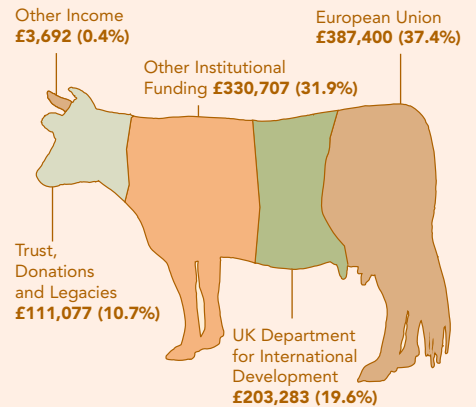 Other Income
£3,692 (0.4%)
European Union
£387,400 (37.4%)
Other Institutional
Funding £330,707 (31.9%)
Trust,
Donations
and Legacies
£111,077 (10.7%)
UK Department
for International
Development
£203,283 (19.6%)